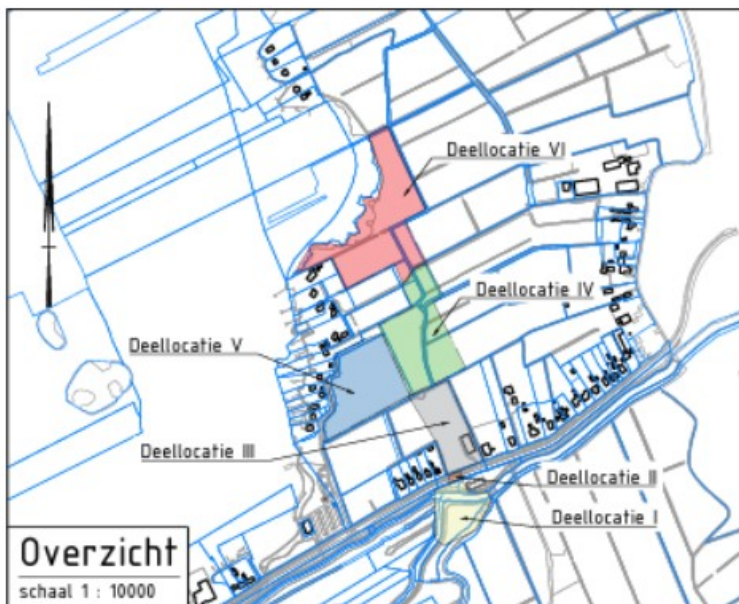 Deellocatie VI
Deellocatie IV
Deellocatie V
Deellocatie III
Deellocatie II
Deellocatie I
Overzicht
schaal 1 : 10000